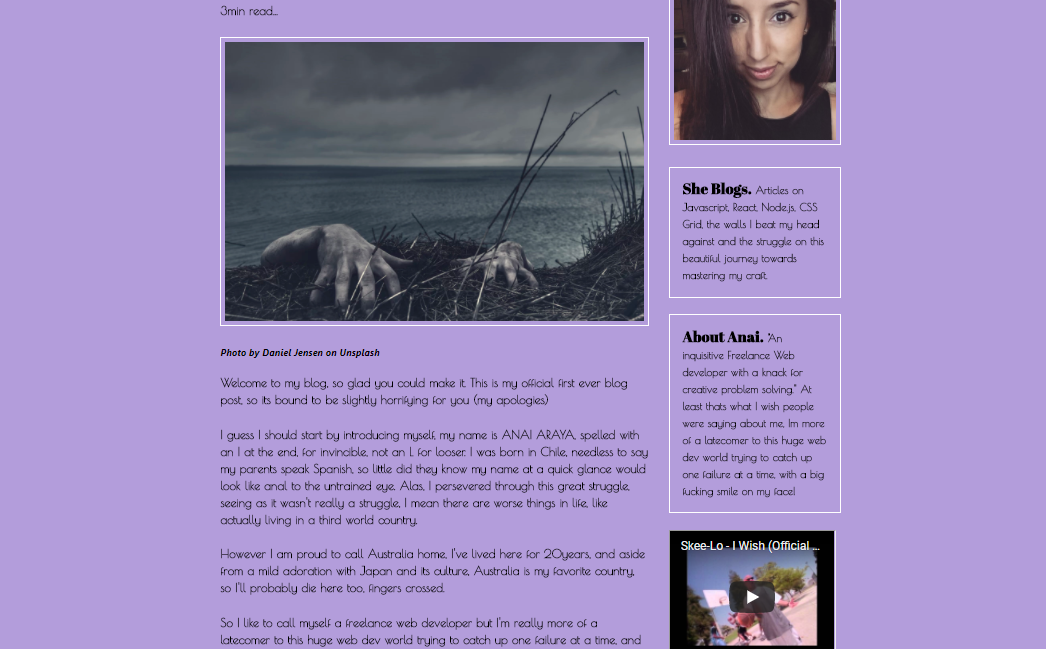 3min read...
Photo by Daniel Jensen on Unsplash
Welcome to my blog, so glad you could make it. This is my official first ever blog
post, so its bound to be slightly horrifying for you (my apologies)
I guess I should start by introducing myself, my name is ANAI ARAYA, spelled with
an I at the end, for invincible, not an L for looser. I was born in Chile, needless to say
my parents speak Spanish, so little did they know my name at a quick glance would
look like anal to the untrained eye. Alas, I persevered through this great struggle,
seeing as it wasn't really a struggle, I mean there are worse things in life, like
actually living in a third world country.
However I am proud to call Australia home, I've lived here for 20years, and aside
from a mild adoration with Japan and its culture, Australia is my favorite country,
so I'll probably die here too, fingers crossed.
So I like to call myself a freelance web developer but I'm really more of a
latecomer to this huge web dev world trying to catch up one failure at a time, and
She Blogs. Articles on
Javascript, React, Node.js, CSS
Grid, the walls I beat my head
against and the struggle on this
beautiful journey towards
mastering my craft.
About Anai. "An
inquisitive Freelance Web
developer with a knack for
creative problem solving." At
least thats what I wish people
were saying about me, Im more
of a latecomer to this huge web
dev world trying to catch up
one failure at a time, with a big
fucking smile on my face!
Skee-Lo - I Wish (Official ...